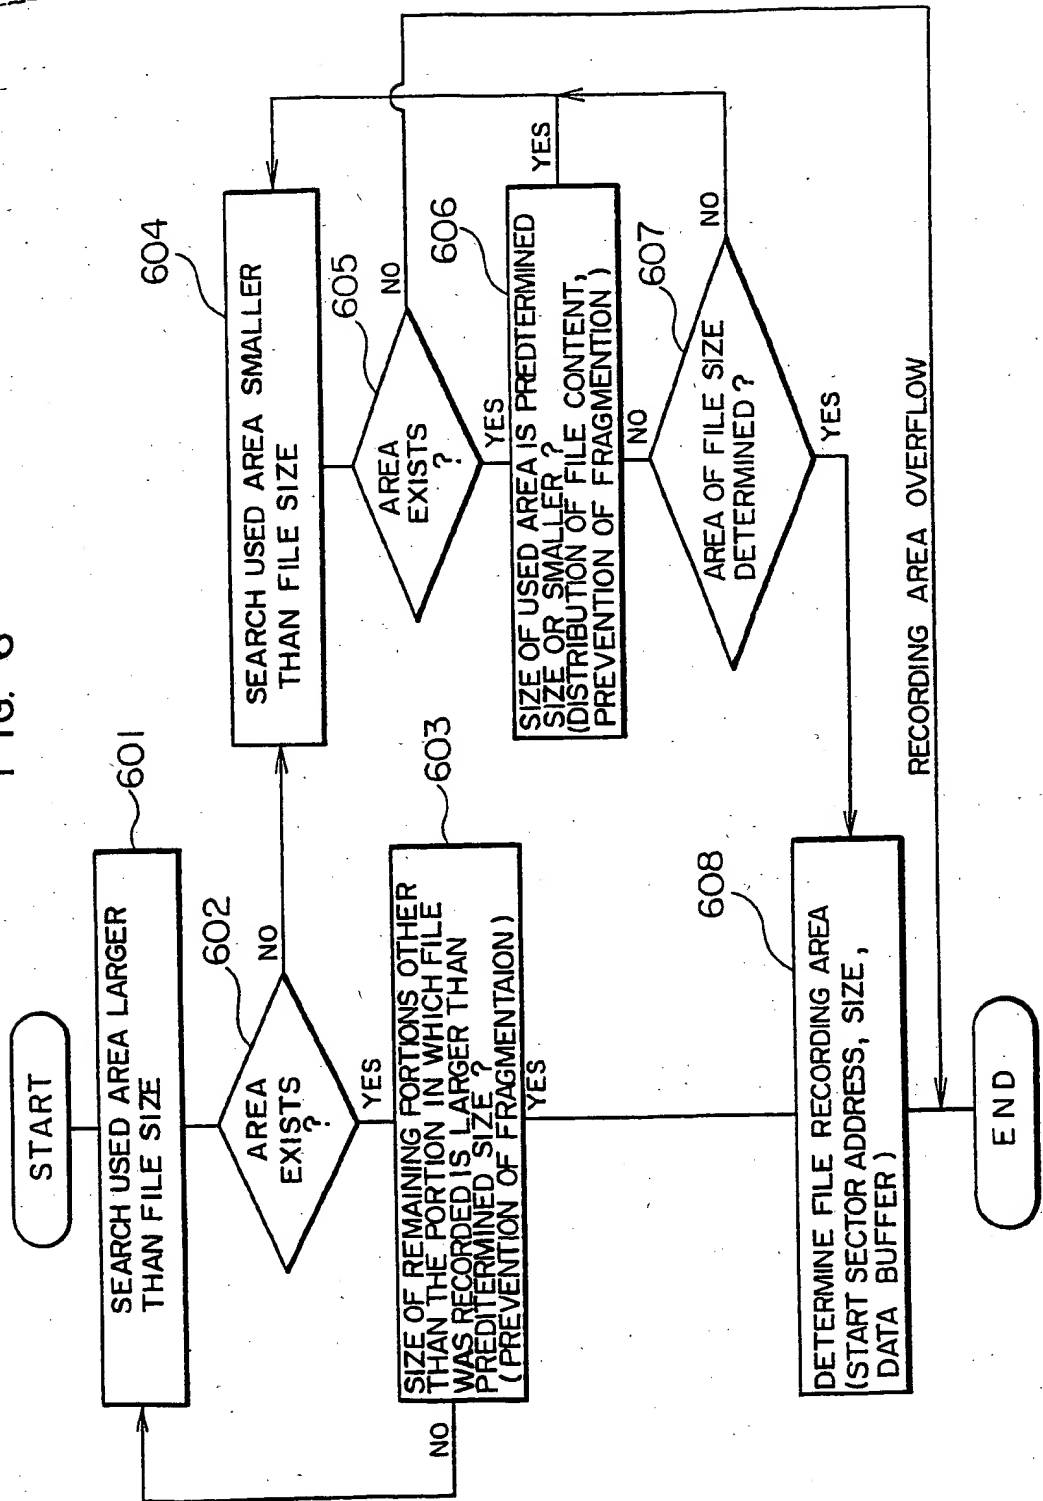 FIG. 6
START
601
SEARCH USED AREA LARGER
THAN FILE SIZE
602
AREA
EXISTS
?
NO
YES
603
SIZE OF REMAINING PORTIONS OTHER
THAN THE PORTION IN WHICH FILE
WAS RECORDED IS LARGER THAN
PREDITERMINED SIZE ?
(PREVENTION OF FRAGMENTAION)
NO
YES
604
SEARCH USED AREA SMALLER
THAN FILE SIZE
605
AREA
EXISTS
?
NO
YES
606
SIZE OF USED AREA IS PREDTERMINED
SIZE OR SMALLER ?
(DISTRIBUTION OF FILE CONTENT,
PREVENTION OF FRAGMENTION)
YES
NO
607
AREA OF FILE SIZE
DETERMINED ?
NO
YES
608
DETERMINE FILE RECORDING AREA
(START SECTOR ADDRESS, SIZE,
DATA BUFFER)
RECORDING AREA OVERFLOW
END